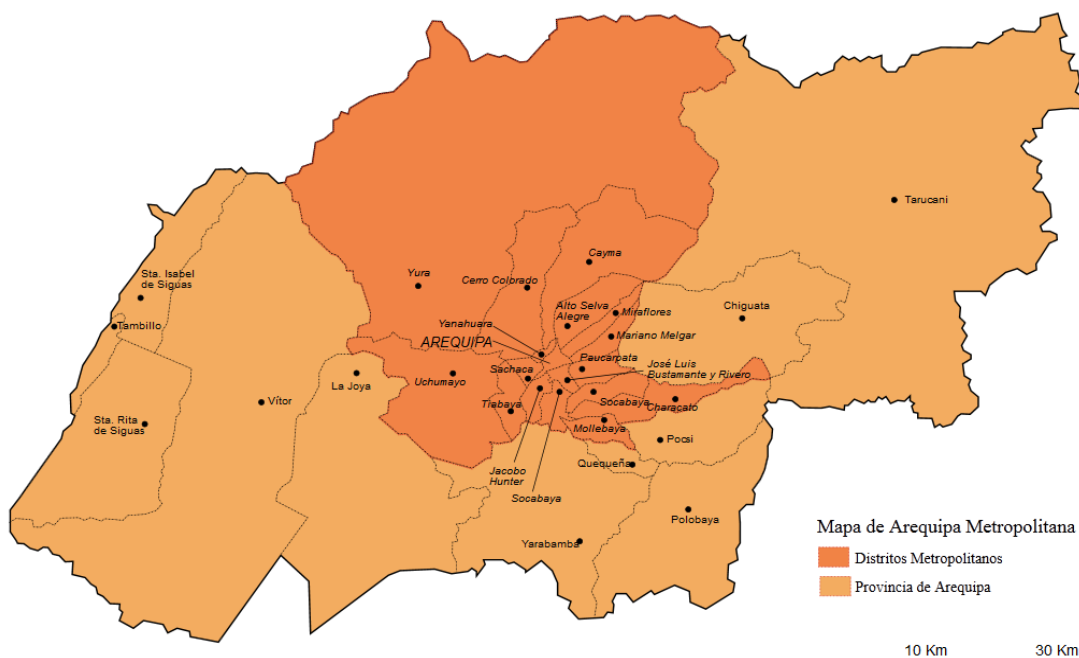 Tarucani
Cayma
Sta. Isabel
de Siguas
Yura
Cerro Colorado
Alto Selva
Alegre
Miraflores
Chiguata
Tambillo
Yanahuara
Mariano Melgar
AREQUIPA
Paucarpata
José Luis
Bustamante y Rivero
Sachaca
La Joya
Uchumayo
Vítor
Tiabaya
Socabaya
Characato
Sta. Rita
de Siguas
Mollebaya
Pocsi
Jacobo
Hunter
Quequeña
Socabaya
Polobaya
Yarabamba
Mapa de Arequipa Metropolitana
Distritos Metropolitanos
Provincia de Arequipa
10 Km
30 Km